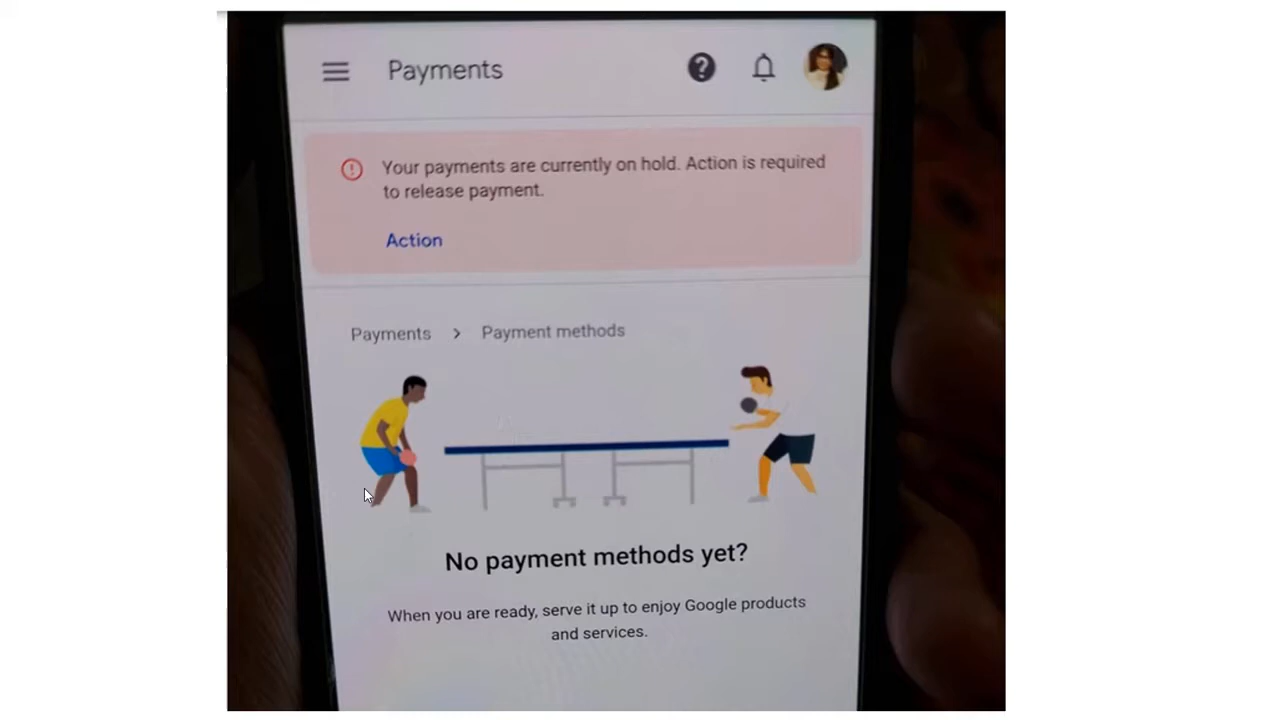 Payments
Your payments are currently on hold. Action is required
to release payment.
Action
Payments > Payment methods
No payment methods yet?
When you are ready, serve it up to enjoy Google products
and services.